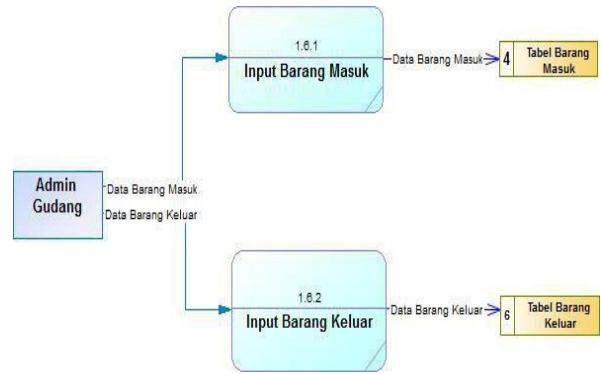 1.6.1
Input Barang Masuk
Data Barang Masuk
4
Tabel Barang
Masuk
Admin
Gudang
Data Barang Masuk
Data Barang Keluar
1.6.2
Input Barang Keluar
Data Barang Keluar
6
Tabel Barang
Keluar